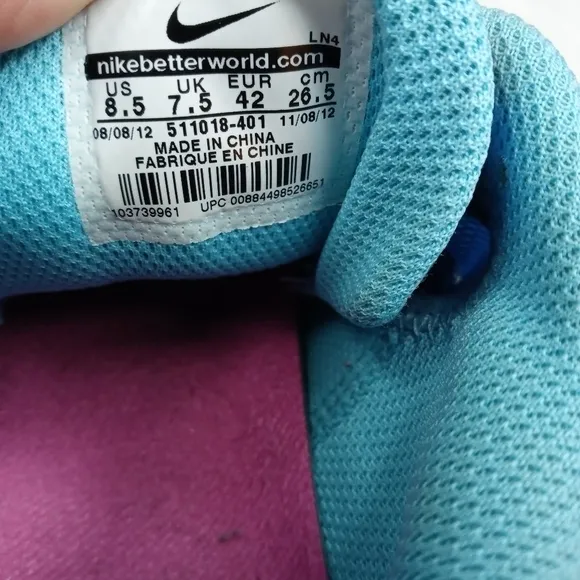 LN4
nikebetterworld.com
US UK EUR cm
8.5 7.5 42 26.5
08/08/12 511018-401 11/08/12
MADE IN CHINA
FABRIQUE EN CHINE
103739961 UPC 00884498526651